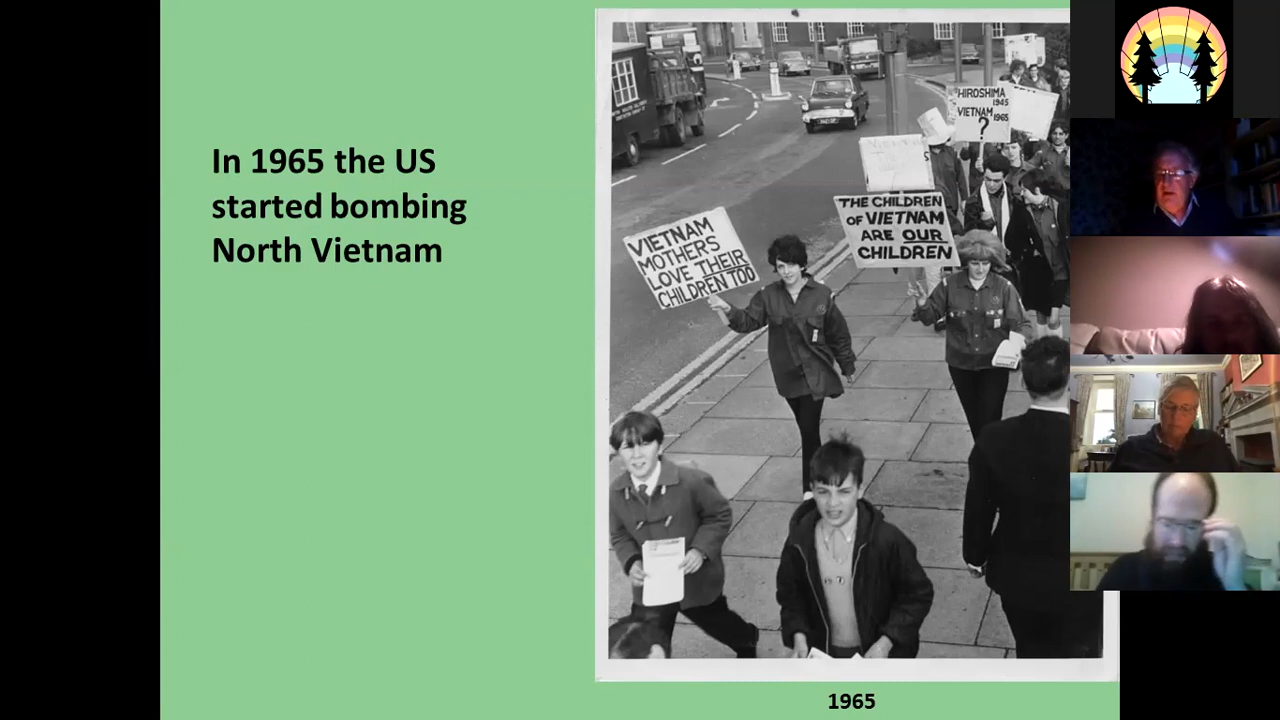 In 1965 the US
started bombing
North Vietnam
HIROSHIMA
1945
VIETNAM 1965
?
THE CHILDREN
OF VIETNAM
ARE OUR
CHILDREN
VIETNAM
MOTHERS
LOVE THEIR
CHILDREN TOO
1965